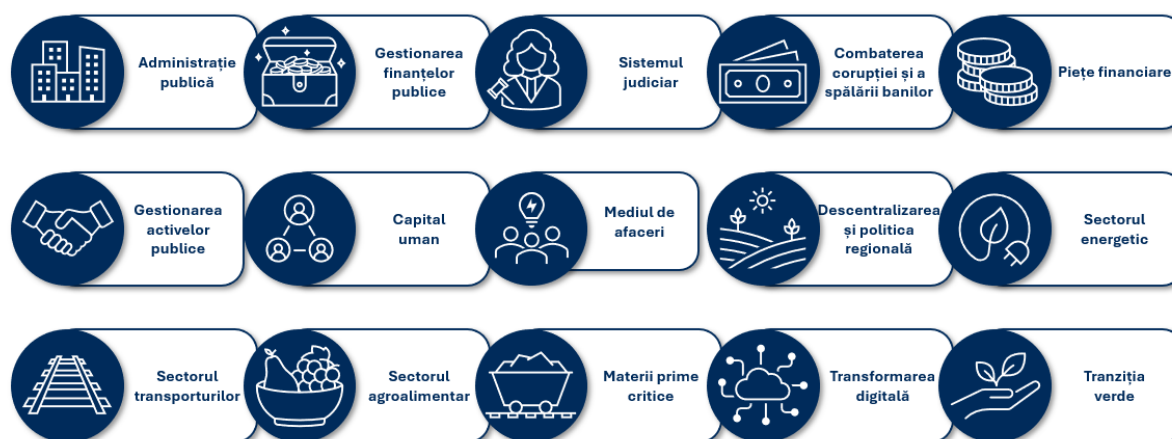 Administrație
publică
Gestionarea
finanțelor
publice
Sistemul
judiciar
Combaterea
corupției și a
spălării banilor
Piețe financiare
Gestionarea
activelor
publice
Capital
uman
Mediul de
afaceri
Descentralizarea
și politica
regională
Sectorul
energetic
Sectorul
transporturilor
Sectorul
agroalimentar
Materii prime
critice
Transformarea
digitală
Tranziția
verde